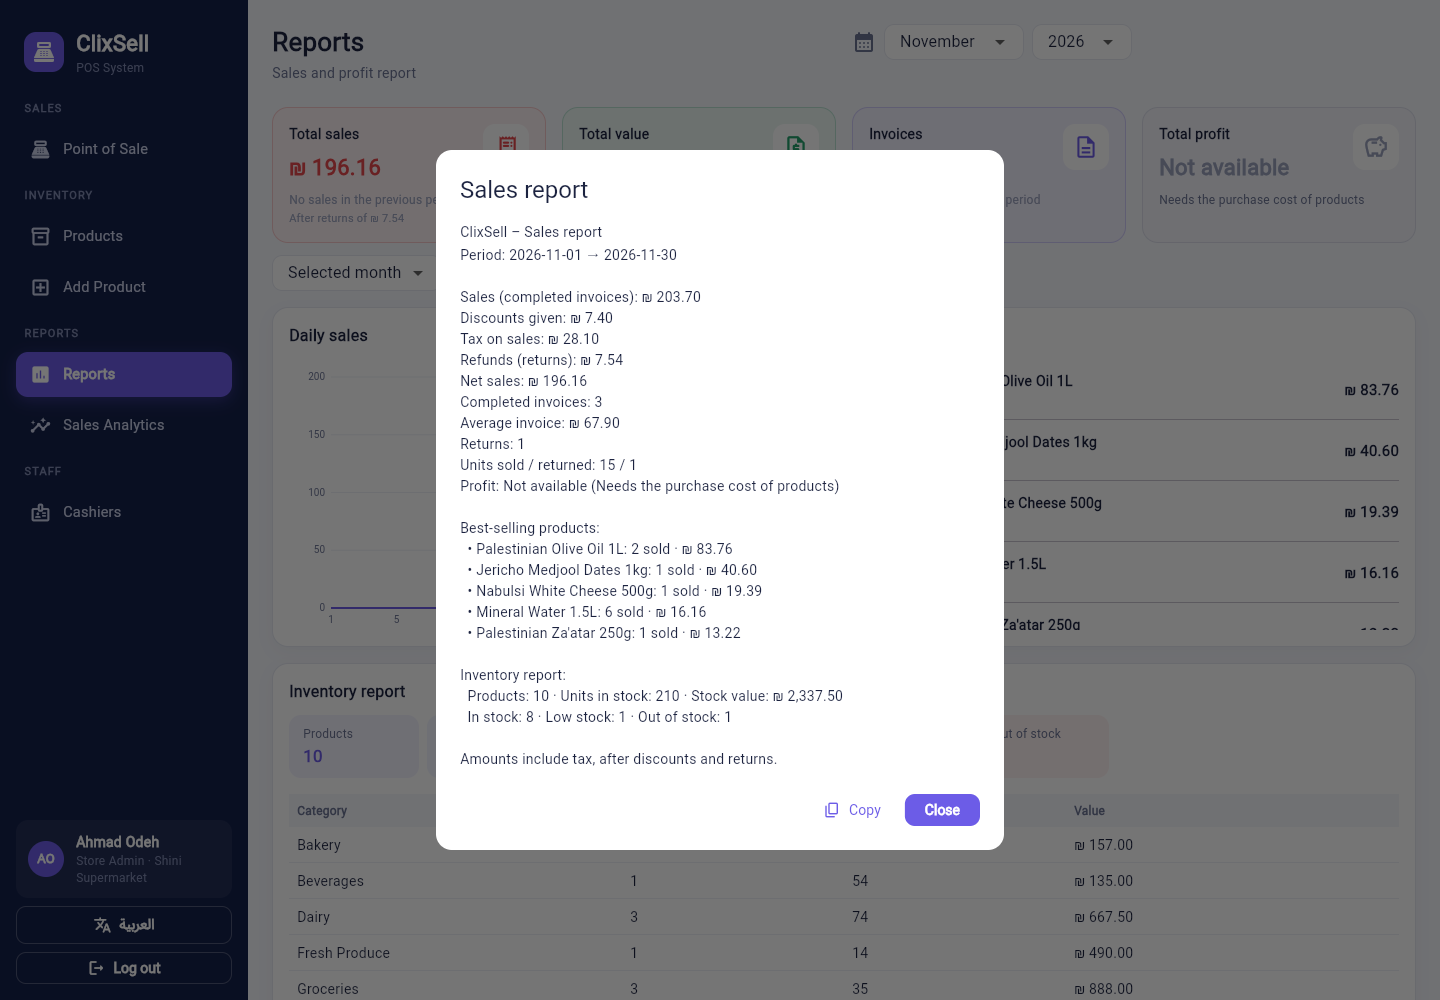 ClixSell
POS System
SALES
Point of Sale
INVENTORY
Products
Add Product
REPORTS
Reports
Sales Analytics
STAFF
Cashiers
AO
Ahmad Odeh
Store Admin · Shini
Supermarket
العربية
Log out
Reports
Sales and profit report
November
2026
Total sales
₪ 196.16
No sales in the previous
After returns of ₪ 7.54
Total value
Invoices
period
Total profit
Not available
Needs the purchase cost of products
Selected month
Daily sales
200
150
100
50
0
1
5
Olive Oil 1L
₪ 83.76
Dates 1kg
₪ 40.60
Cheese 500g
₪ 19.39
1.5L
₪ 16.16
Za'atar 250g
Inventory report
Products
10
of stock
Category
Value
Bakery
₪ 157.00
Beverages
1
54
₪ 135.00
Dairy
3
74
₪ 667.50
Fresh Produce
1
14
₪ 490.00
Groceries
3
35
₪ 888.00
Sales report
ClixSell – Sales report
Period: 2026-11-01 → 2026-11-30
Sales (completed invoices): ₪ 203.70
Discounts given: ₪ 7.40
Tax on sales: ₪ 28.10
Refunds (returns): ₪ 7.54
Net sales: ₪ 196.16
Completed invoices: 3
Average invoice: ₪ 67.90
Returns: 1
Units sold / returned: 15 / 1
Profit: Not available (Needs the purchase cost of products)
Best-selling products:
• Palestinian Olive Oil 1L: 2 sold · ₪ 83.76
• Jericho Medjool Dates 1kg: 1 sold · ₪ 40.60
• Nabulsi White Cheese 500g: 1 sold · ₪ 19.39
• Mineral Water 1.5L: 6 sold · ₪ 16.16
• Palestinian Za'atar 250g: 1 sold · ₪ 13.22
Inventory report:
Products: 10 · Units in stock: 210 · Stock value: ₪ 2,337.50
In stock: 8 · Low stock: 1 · Out of stock: 1
Amounts include tax, after discounts and returns.
Copy
Close